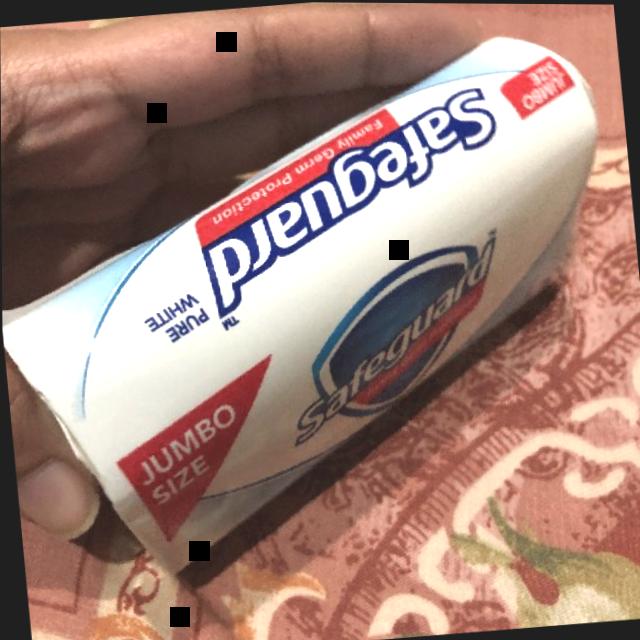 JUMBO
SIZE
Safeguard
Family Germ Protection
™
PURE
WHITE
Safeguard
JUMBO
SIZE